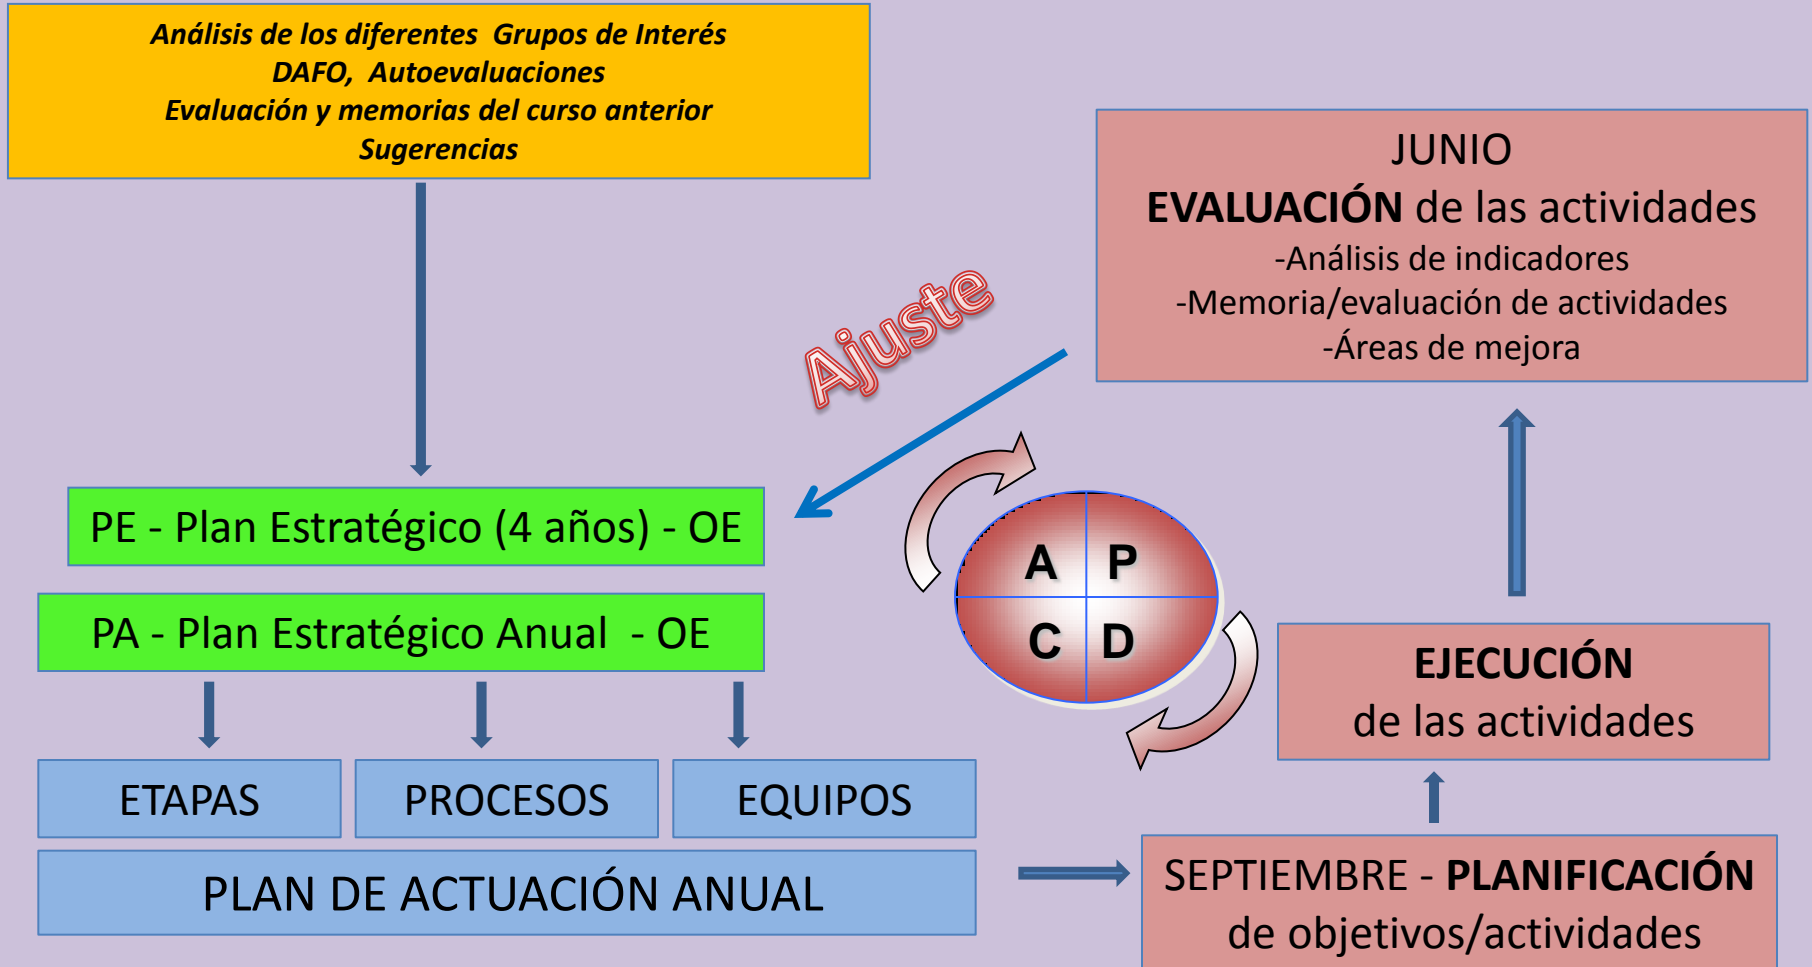 Análisis de los diferentes Grupos de Interés
DAFO, Autoevaluaciones
Evaluación y memorias del curso anterior
Sugerencias
JUNIO
EVALUACIÓN de las actividades
-Análisis de indicadores
-Memoria/evaluación de actividades
-Áreas de mejora
Ajuste
PE - Plan Estratégico (4 años) - OE
PA - Plan Estratégico Anual - OE
A P
C D
EJECUCIÓN
de las actividades
ETAPAS
PROCESOS
EQUIPOS
PLAN DE ACTUACIÓN ANUAL
SEPTIEMBRE - PLANIFICACIÓN
de objetivos/actividades